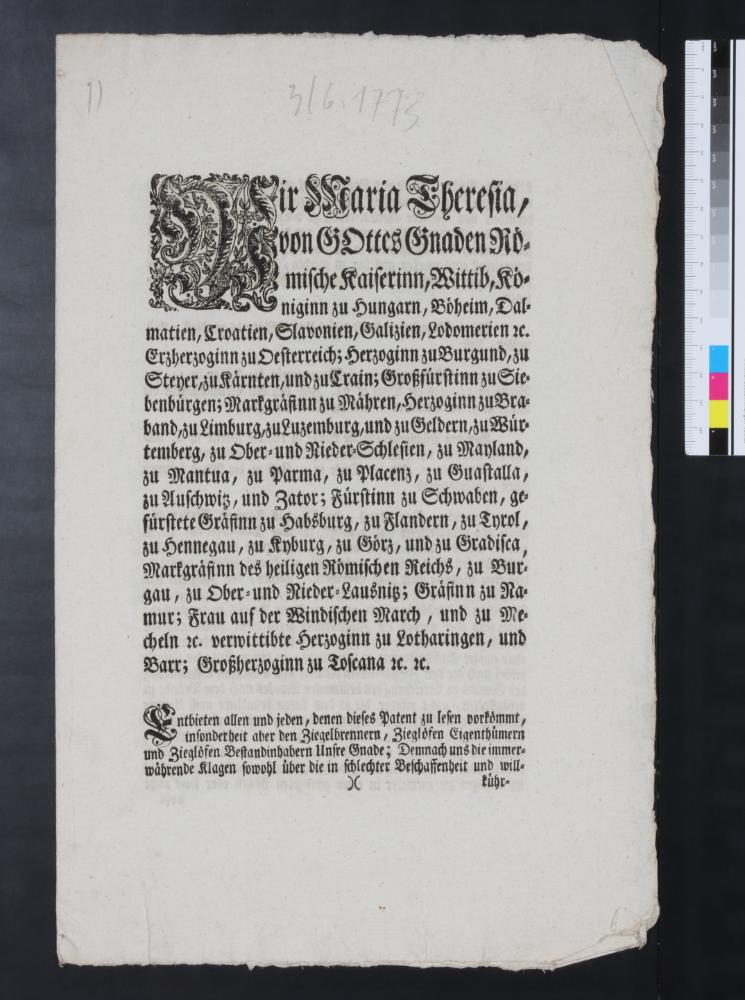 1)
3/6. 1773
Wir Maria Theresia,
von GOttes Gnaden Rö-
mische Kaiserinn, Wittib, Kö-
niginn zu Hungarn, Böheim, Dal-
matien, Croatien, Slavonien, Galizien, Lodomerien ꝛc.
Erzherzoginn zu Oesterreich; Herzoginn zu Burgund, zu
Steyer, zu Kärnten, und zu Crain; Großfürstinn zu Sie-
benbürgen; Markgräfinn zu Mähren, Herzoginn zu Bra-
band, zu Limburg, zu Luzemburg, und zu Geldern, zu Wür-
temberg, zu Ober- und Nieder-Schlesien, zu Mayland,
zu Mantua, zu Parma, zu Placenz, zu Guastalla,
zu Auschwitz, und Zator; Fürstinn zu Schwaben, ge-
fürstete Gräfinn zu Habsburg, zu Flandern, zu Tyrol,
zu Hennegau, zu Kyburg, zu Görz, und zu Gradisca,
Markgräfinn des heiligen Römischen Reichs, zu Bur-
gau, zu Ober- und Nieder-Lausnitz; Gräfinn zu Na-
mur; Frau auf der Windischen March, und zu Me-
cheln ꝛc. verwittibte Herzoginn zu Lotharingen, und
Barr; Großherzoginn zu Toscana ꝛc. ꝛc.
Entbieten allen und jeden, denen dieses Patent zu lesen vorkömmt,
insonderheit aber den Ziegelbrennern, Zieglöfen Eigenthümern
und Zieglöfen Bestandinhabern Unsre Gnade; Demnach uns die immer-
währende Klagen sowohl über die in schlechter Beschaffenheit und will-
)( kühr-